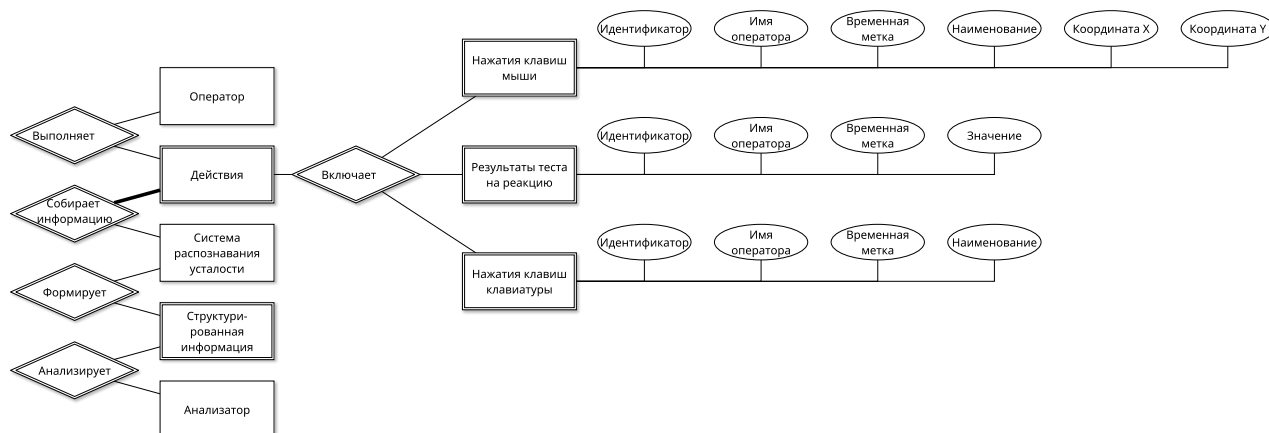 Идентификатор
Имя
оператора
Временная
метка
Наименование
Координата X
Координата Y
Нажатия клавиш
мыши
Оператор
Выполняет
Идентификатор
Имя
оператора
Временная
метка
Значение
Действия
Включает
Результаты теста
на реакцию
Собирает
информацию
Система
распознавания
усталости
Идентификатор
Имя
оператора
Временная
метка
Наименование
Нажатия клавиш
клавиатуры
Формирует
Структури-
рованная
информация
Анализирует
Анализатор